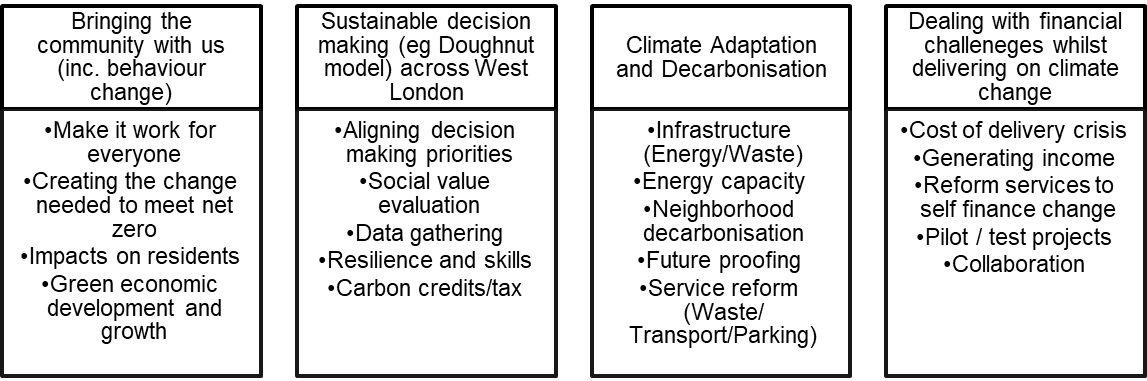 Bringing the
community with us
(inc. behaviour
change)
•Make it work for
everyone
•Creating the change
needed to meet net
zero
•Impacts on residents
•Green economic
development and
growth
Sustainable decision
making (eg Doughnut
model) across West
London
•Aligning decision
making priorities
•Social value
evaluation
•Data gathering
•Resilience and skills
•Carbon credits/tax
Climate Adaptation
and Decarbonisation
•Infrastructure
(Energy/Waste)
•Energy capacity
•Neighborhood
decarbonisation
•Future proofing
•Service reform
(Waste/
Transport/Parking)
Dealing with financial
challeneges whilst
delivering on climate
change
•Cost of delivery crisis
•Generating income
•Reform services to
self finance change
•Pilot / test projects
•Collaboration